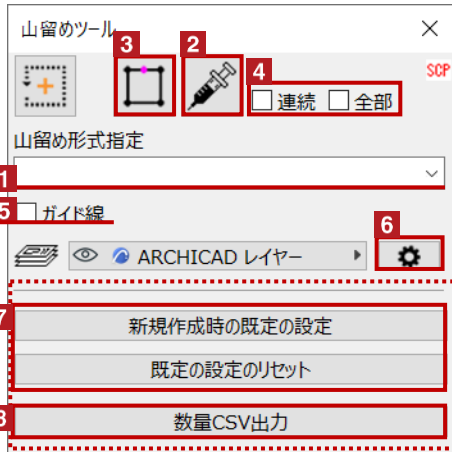 山留めツール
3
2
4
SCP
連続 全部
山留め形式指定
1
5
ガイド線
6
ARCHICAD レイヤー
7
新規作成時の既定の設定
既定の設定のリセット
8
数量CSV出力